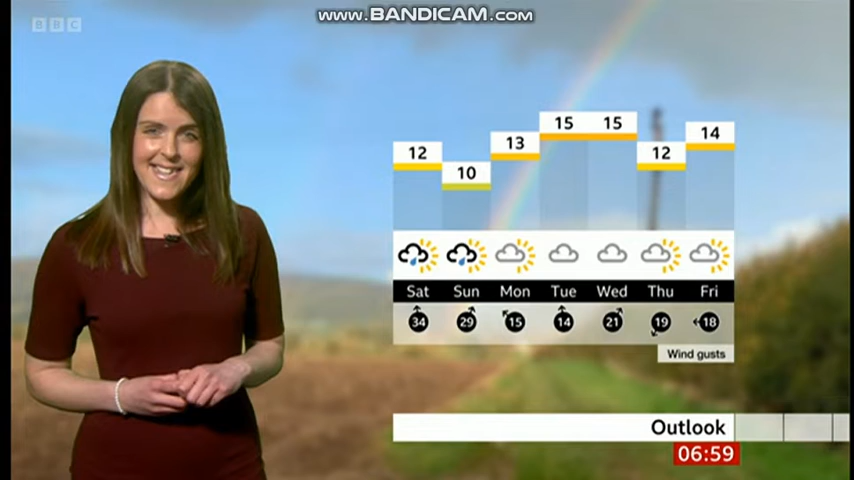 www.BANDICAM.com
BBC
12 10 13 15 15 12 14
Sat Sun Mon Tue Wed Thu Fri
34 29 15 14 21 19 18
Wind gusts
Outlook
06:59